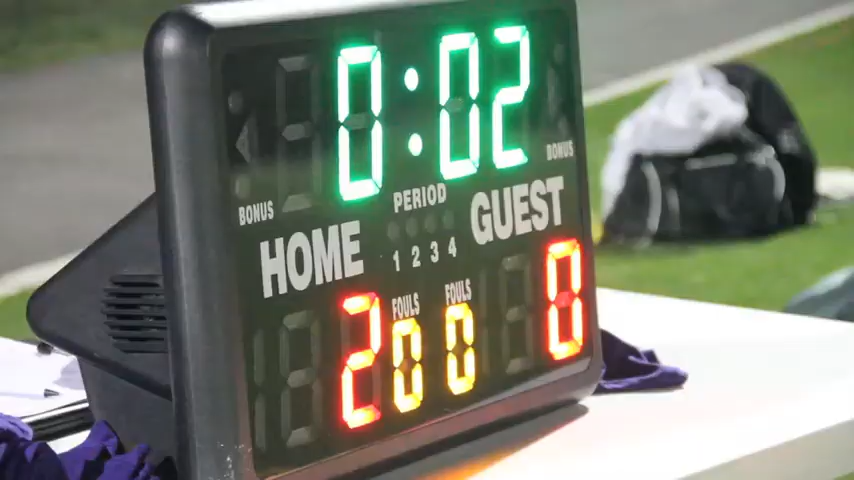 0:02
BONUS PERIOD BONUS
HOME 1 2 3 4 GUEST
FOULS FOULS
2 0 0 0